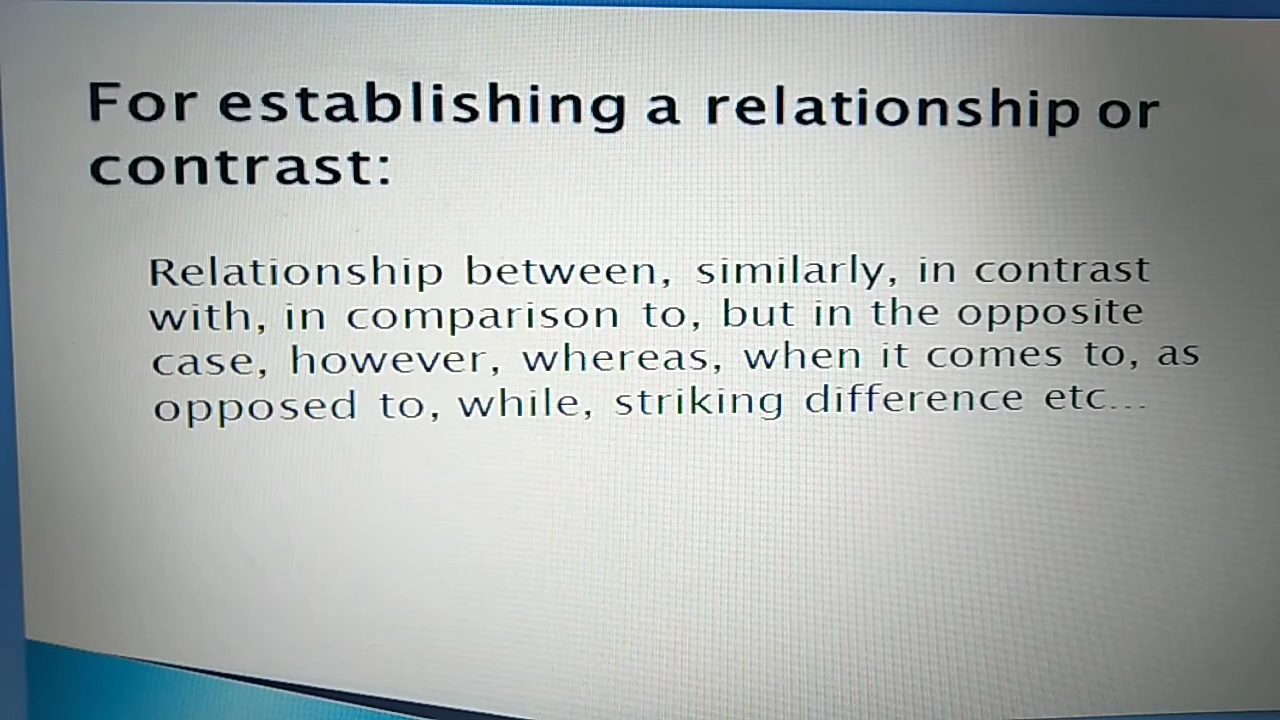 For establishing a relationship or
contrast:
Relationship between, similarly, in contrast
with, in comparison to, but in the opposite
case, however, whereas, when it comes to, as
opposed to, while, striking difference etc...